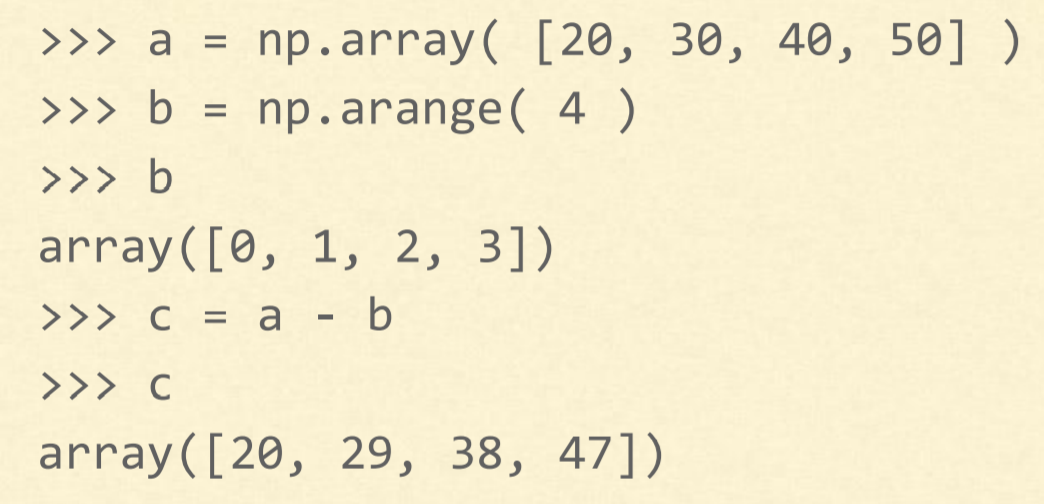 >>> a = np.array( [20, 30, 40, 50] )
>>> b = np.arange( 4 )
>>> b
array([0, 1, 2, 3])
>>> c = a - b
>>> c
array([20, 29, 38, 47])